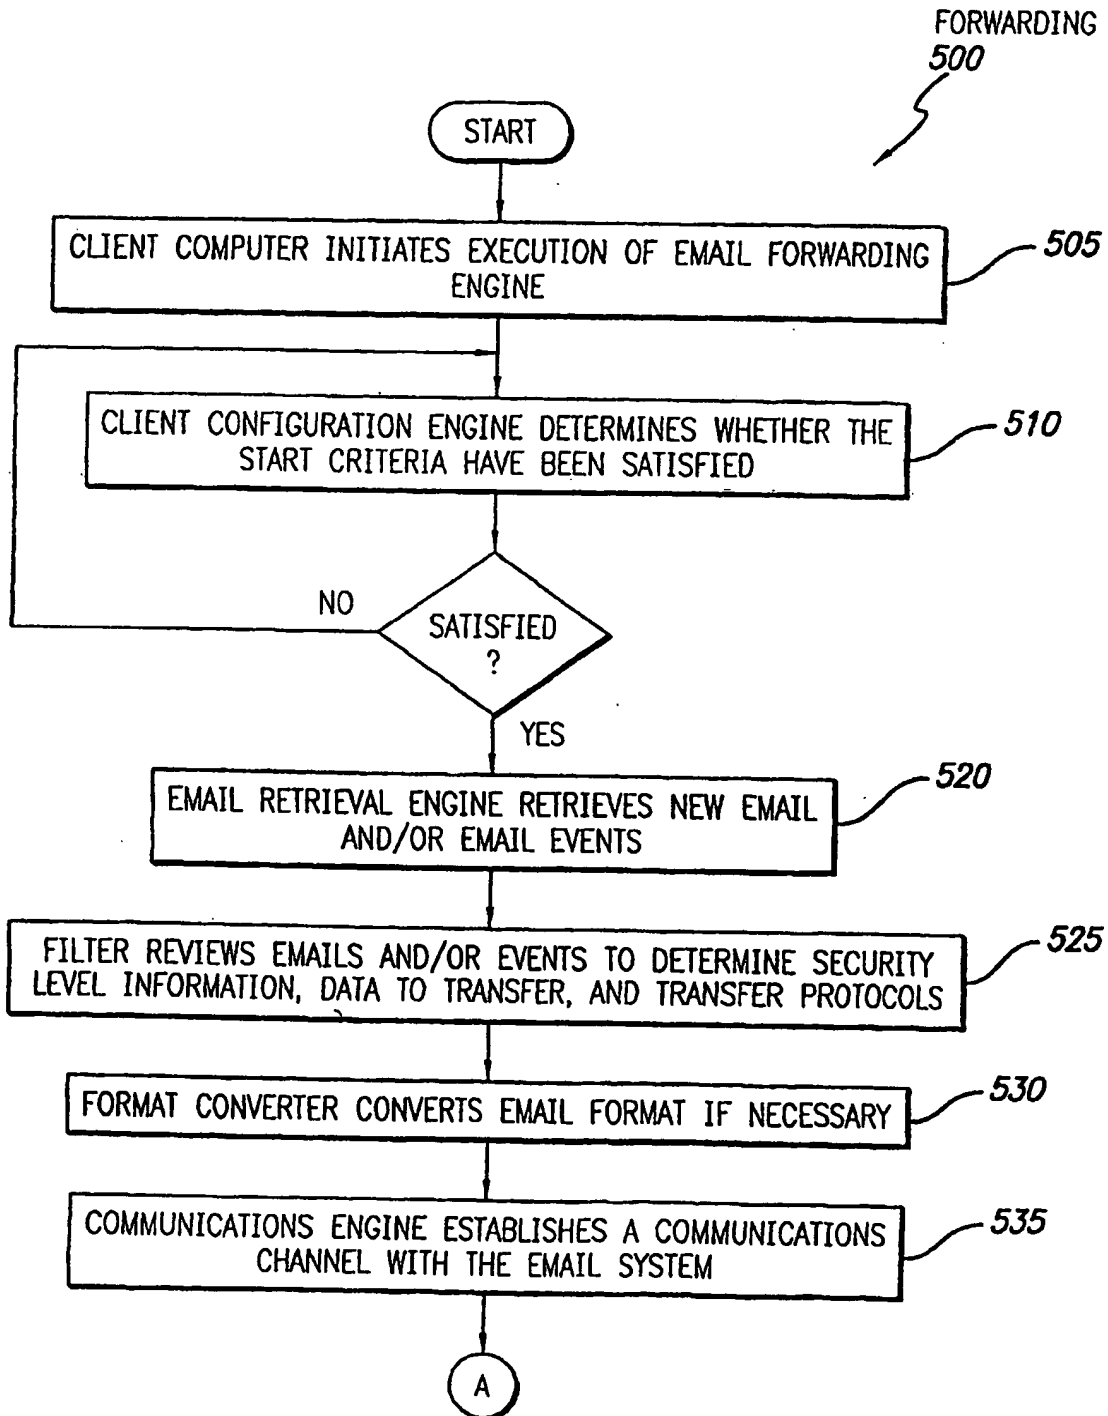 FORWARDING
500
START
CLIENT COMPUTER INITIATES EXECUTION OF EMAIL FORWARDING
ENGINE
505
CLIENT CONFIGURATION ENGINE DETERMINES WHETHER THE
START CRITERIA HAVE BEEN SATISFIED
510
NO
SATISFIED
?
YES
EMAIL RETRIEVAL ENGINE RETRIEVES NEW EMAIL
AND/OR EMAIL EVENTS
520
FILTER REVIEWS EMAILS AND/OR EVENTS TO DETERMINE SECURITY
LEVEL INFORMATION, DATA TO TRANSFER, AND TRANSFER PROTOCOLS
525
FORMAT CONVERTER CONVERTS EMAIL FORMAT IF NECESSARY
530
COMMUNICATIONS ENGINE ESTABLISHES A COMMUNICATIONS
CHANNEL WITH THE EMAIL SYSTEM
535
A